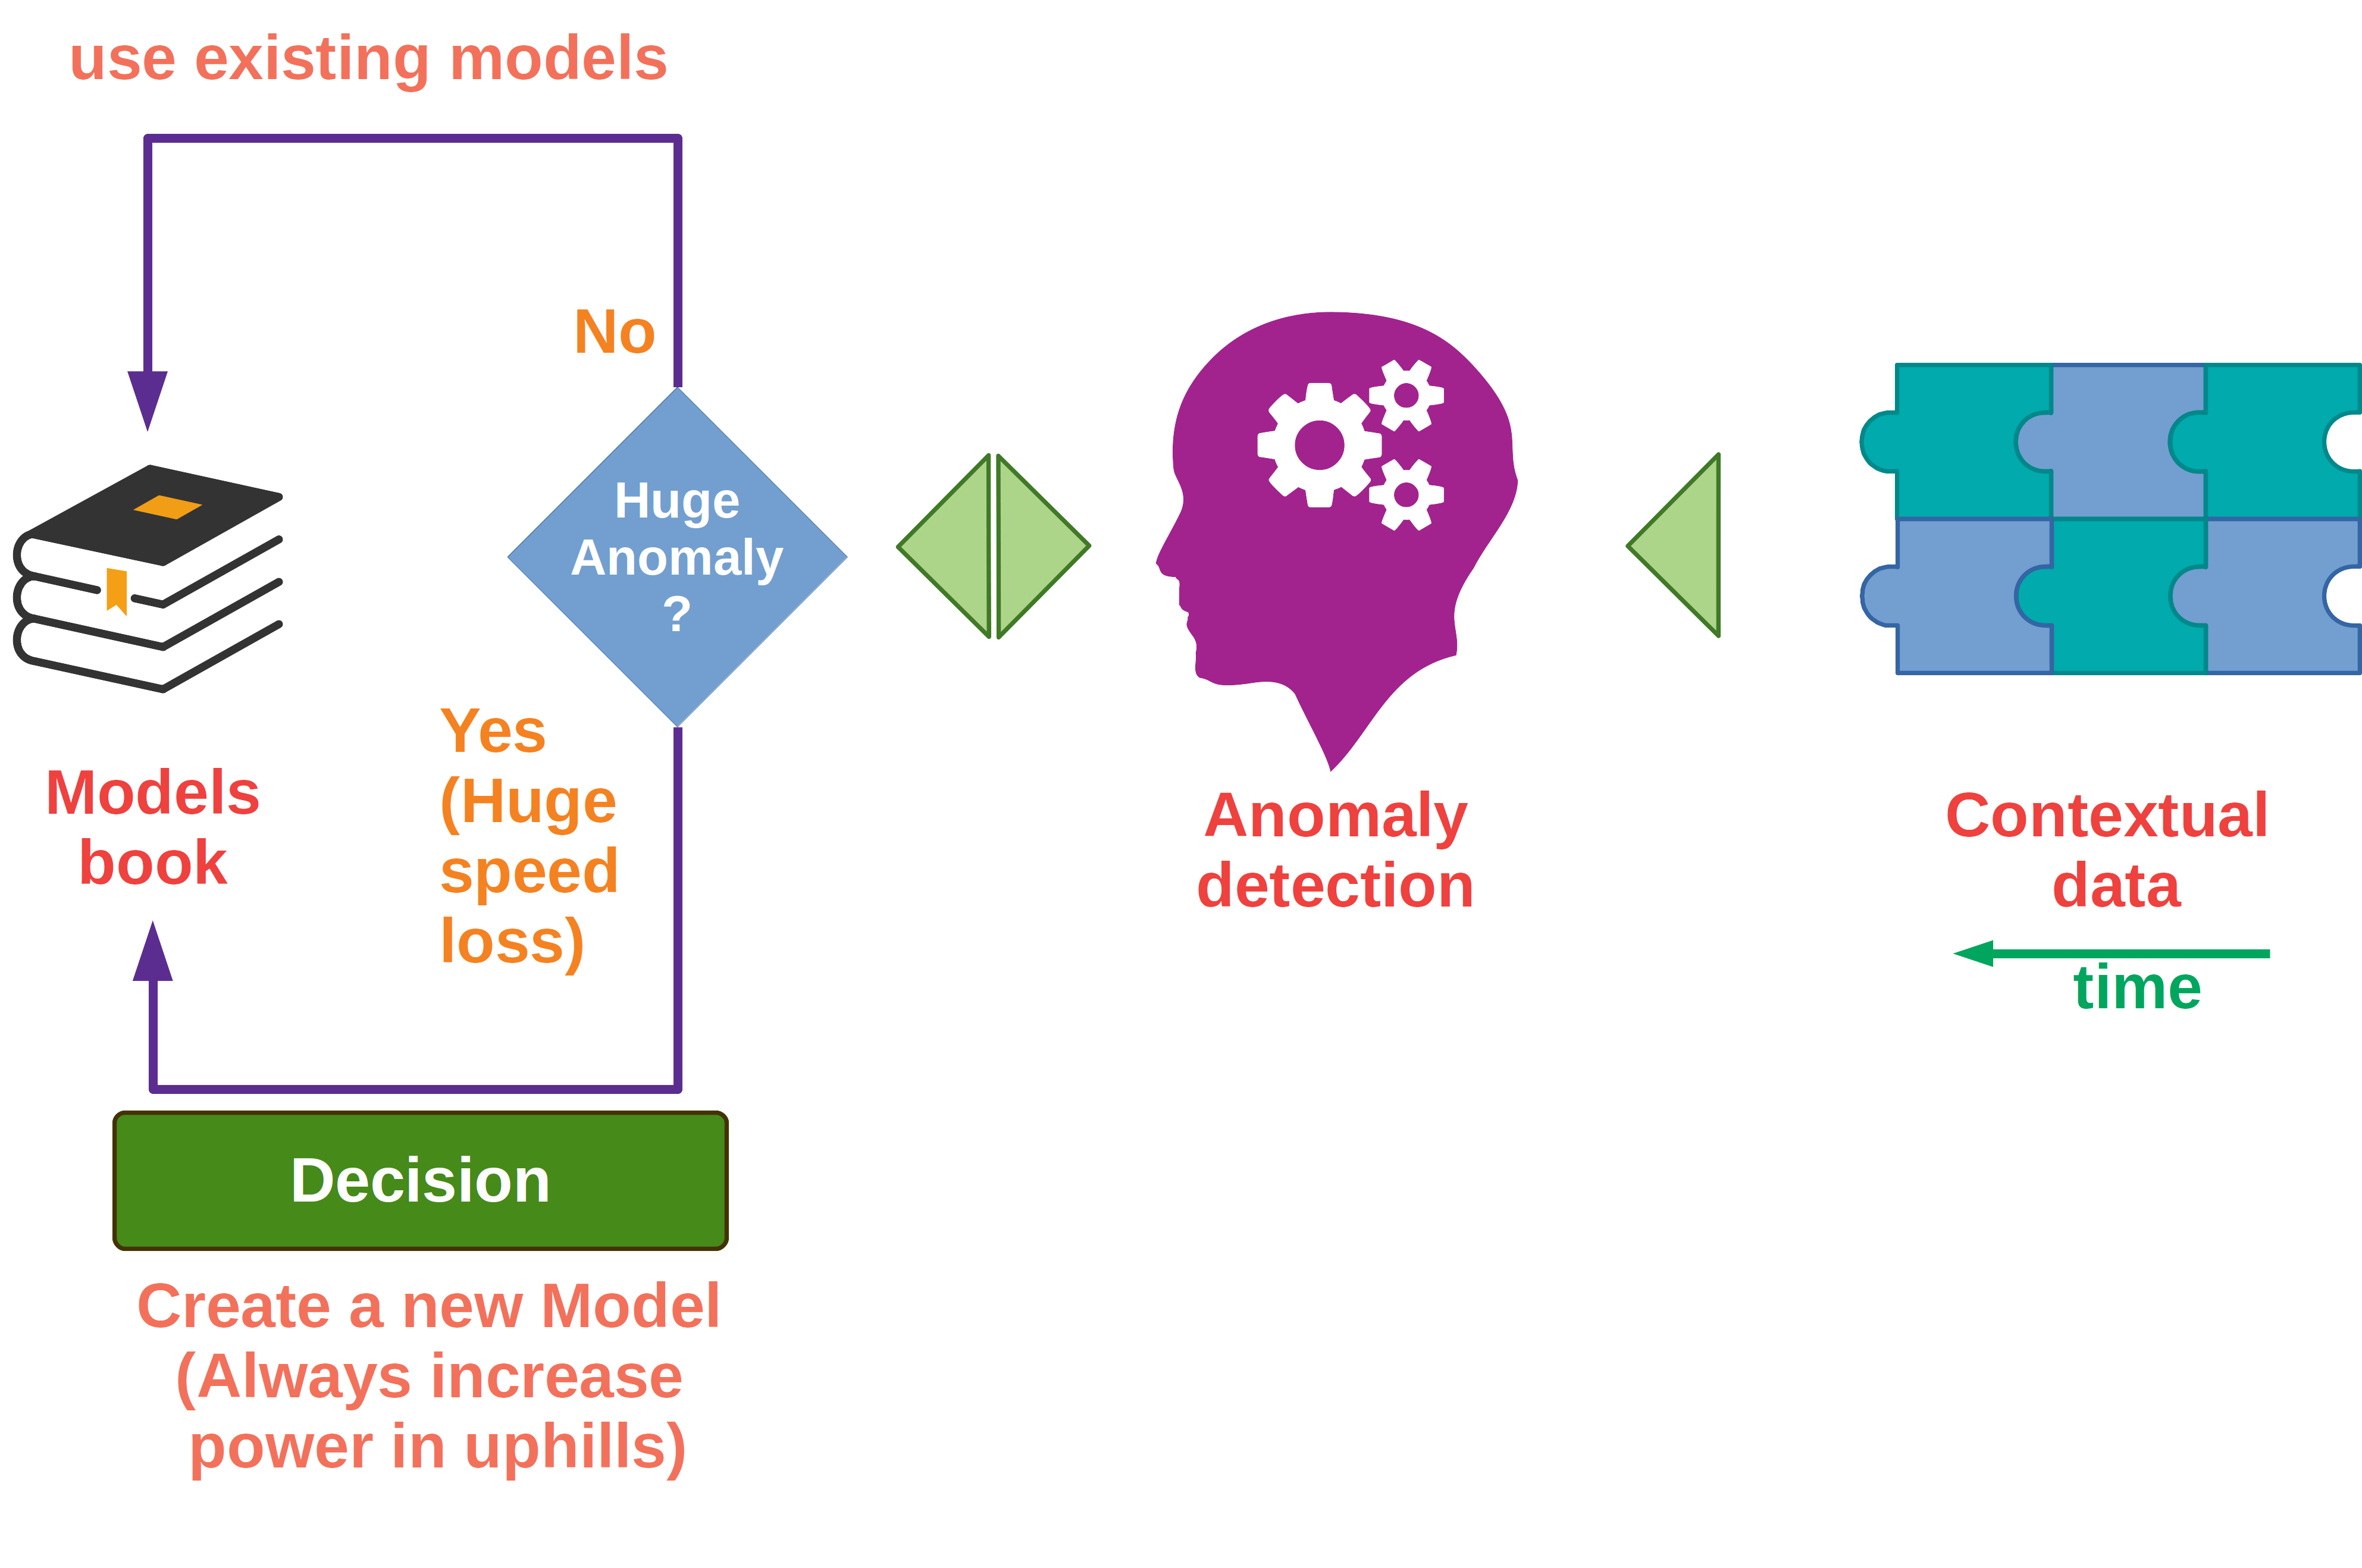 use existing models
No
Huge
Anomaly
?
Yes
(Huge
speed
loss)
Models
book
Anomaly
detection
Contextual
data
time
Decision
Create a new Model
(Always increase
power in uphills)